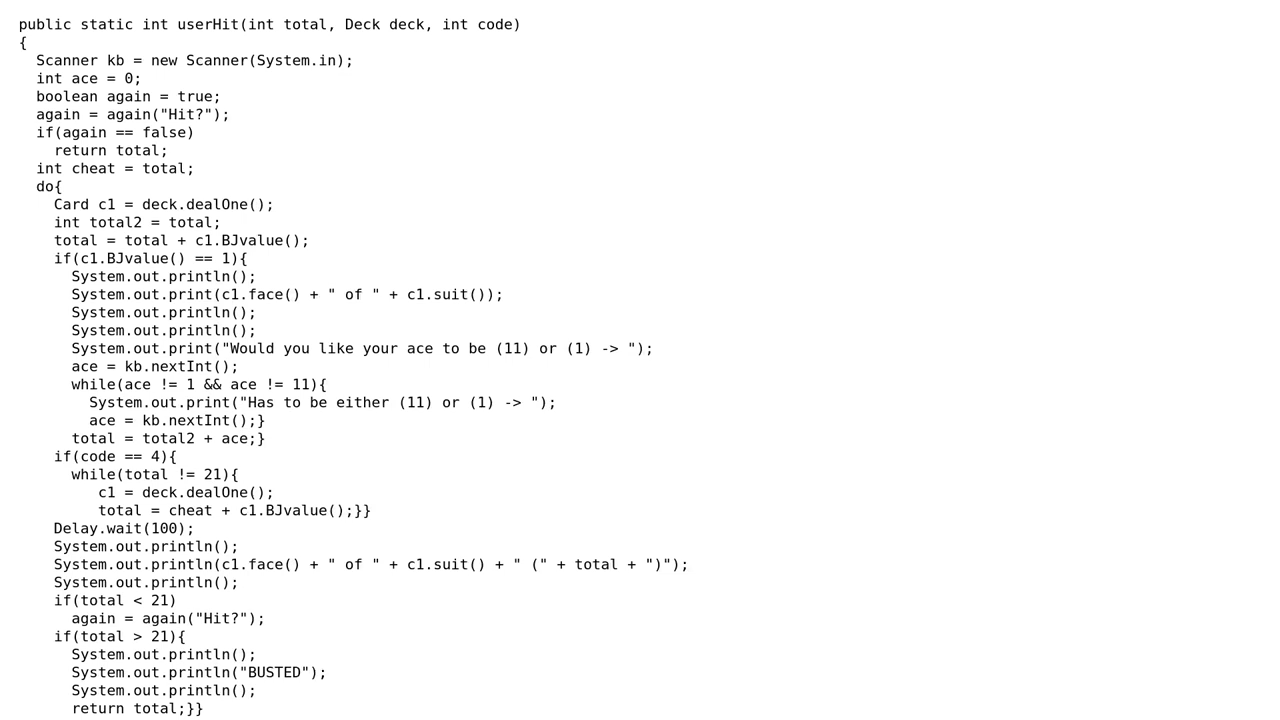 public static int userHit(int total, Deck deck, int code)
{
  Scanner kb = new Scanner(System.in);
  int ace = 0;
  boolean again = true;
  again = again("Hit?");
  if(again == false)
    return total;
  int cheat = total;
  do{
    Card c1 = deck.dealOne();
    int total2 = total;
    total = total + c1.BJvalue();
    if(c1.BJvalue() == 1){
      System.out.println();
      System.out.print(c1.face() + " of " + c1.suit());
      System.out.println();
      System.out.println();
      System.out.print("Would you like your ace to be (11) or (1) -> ");
      ace = kb.nextInt();
      while(ace != 1 && ace != 11){
        System.out.print("Has to be either (11) or (1) -> ");
        ace = kb.nextInt();}
      total = total2 + ace;}
    if(code == 4){
      while(total != 21){
         c1 = deck.dealOne();
         total = cheat + c1.BJvalue();}}
    Delay.wait(100);
    System.out.println();
    System.out.println(c1.face() + " of " + c1.suit() + " (" + total + ")");
    System.out.println();
    if(total < 21)
      again = again("Hit?");
    if(total > 21){
      System.out.println();
      System.out.println("BUSTED");
      System.out.println();
      return total;}}